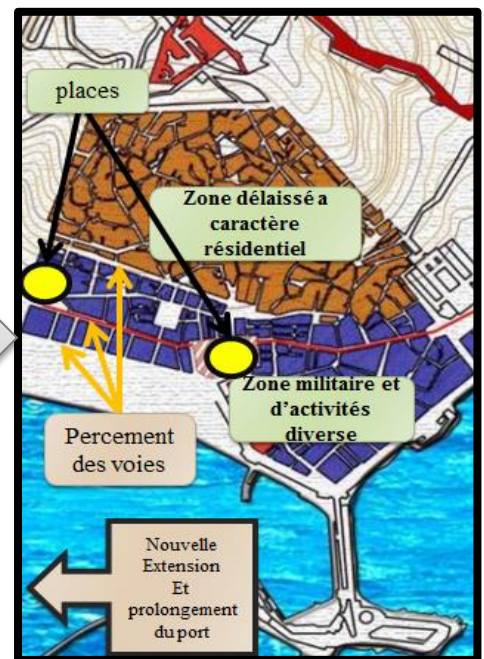 places
Zone délaissé a
caractère
résidentiel
Zone militaire et
d'activités
diverse
Percement
des voies
Nouvelle
Extension
Et
prolongement
du port